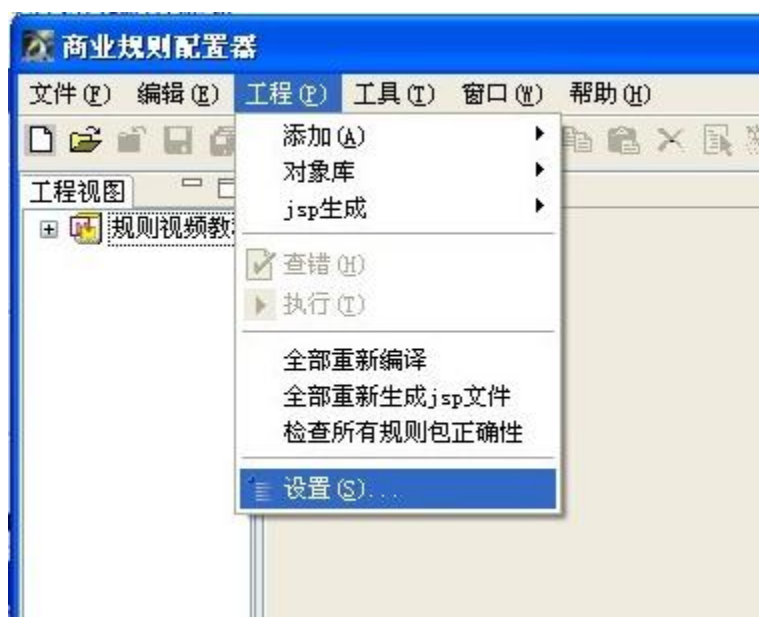 商业规则配置器
文件(F) 编辑(E) 工程(P) 工具(T) 窗口(W) 帮助(H)
添加(A)
对象库
工程视图
jsp生成
规则视频教
查错(H)
执行(T)
全部重新编译
全部重新生成jsp文件
检查所有规则包正确性
设置(S)...